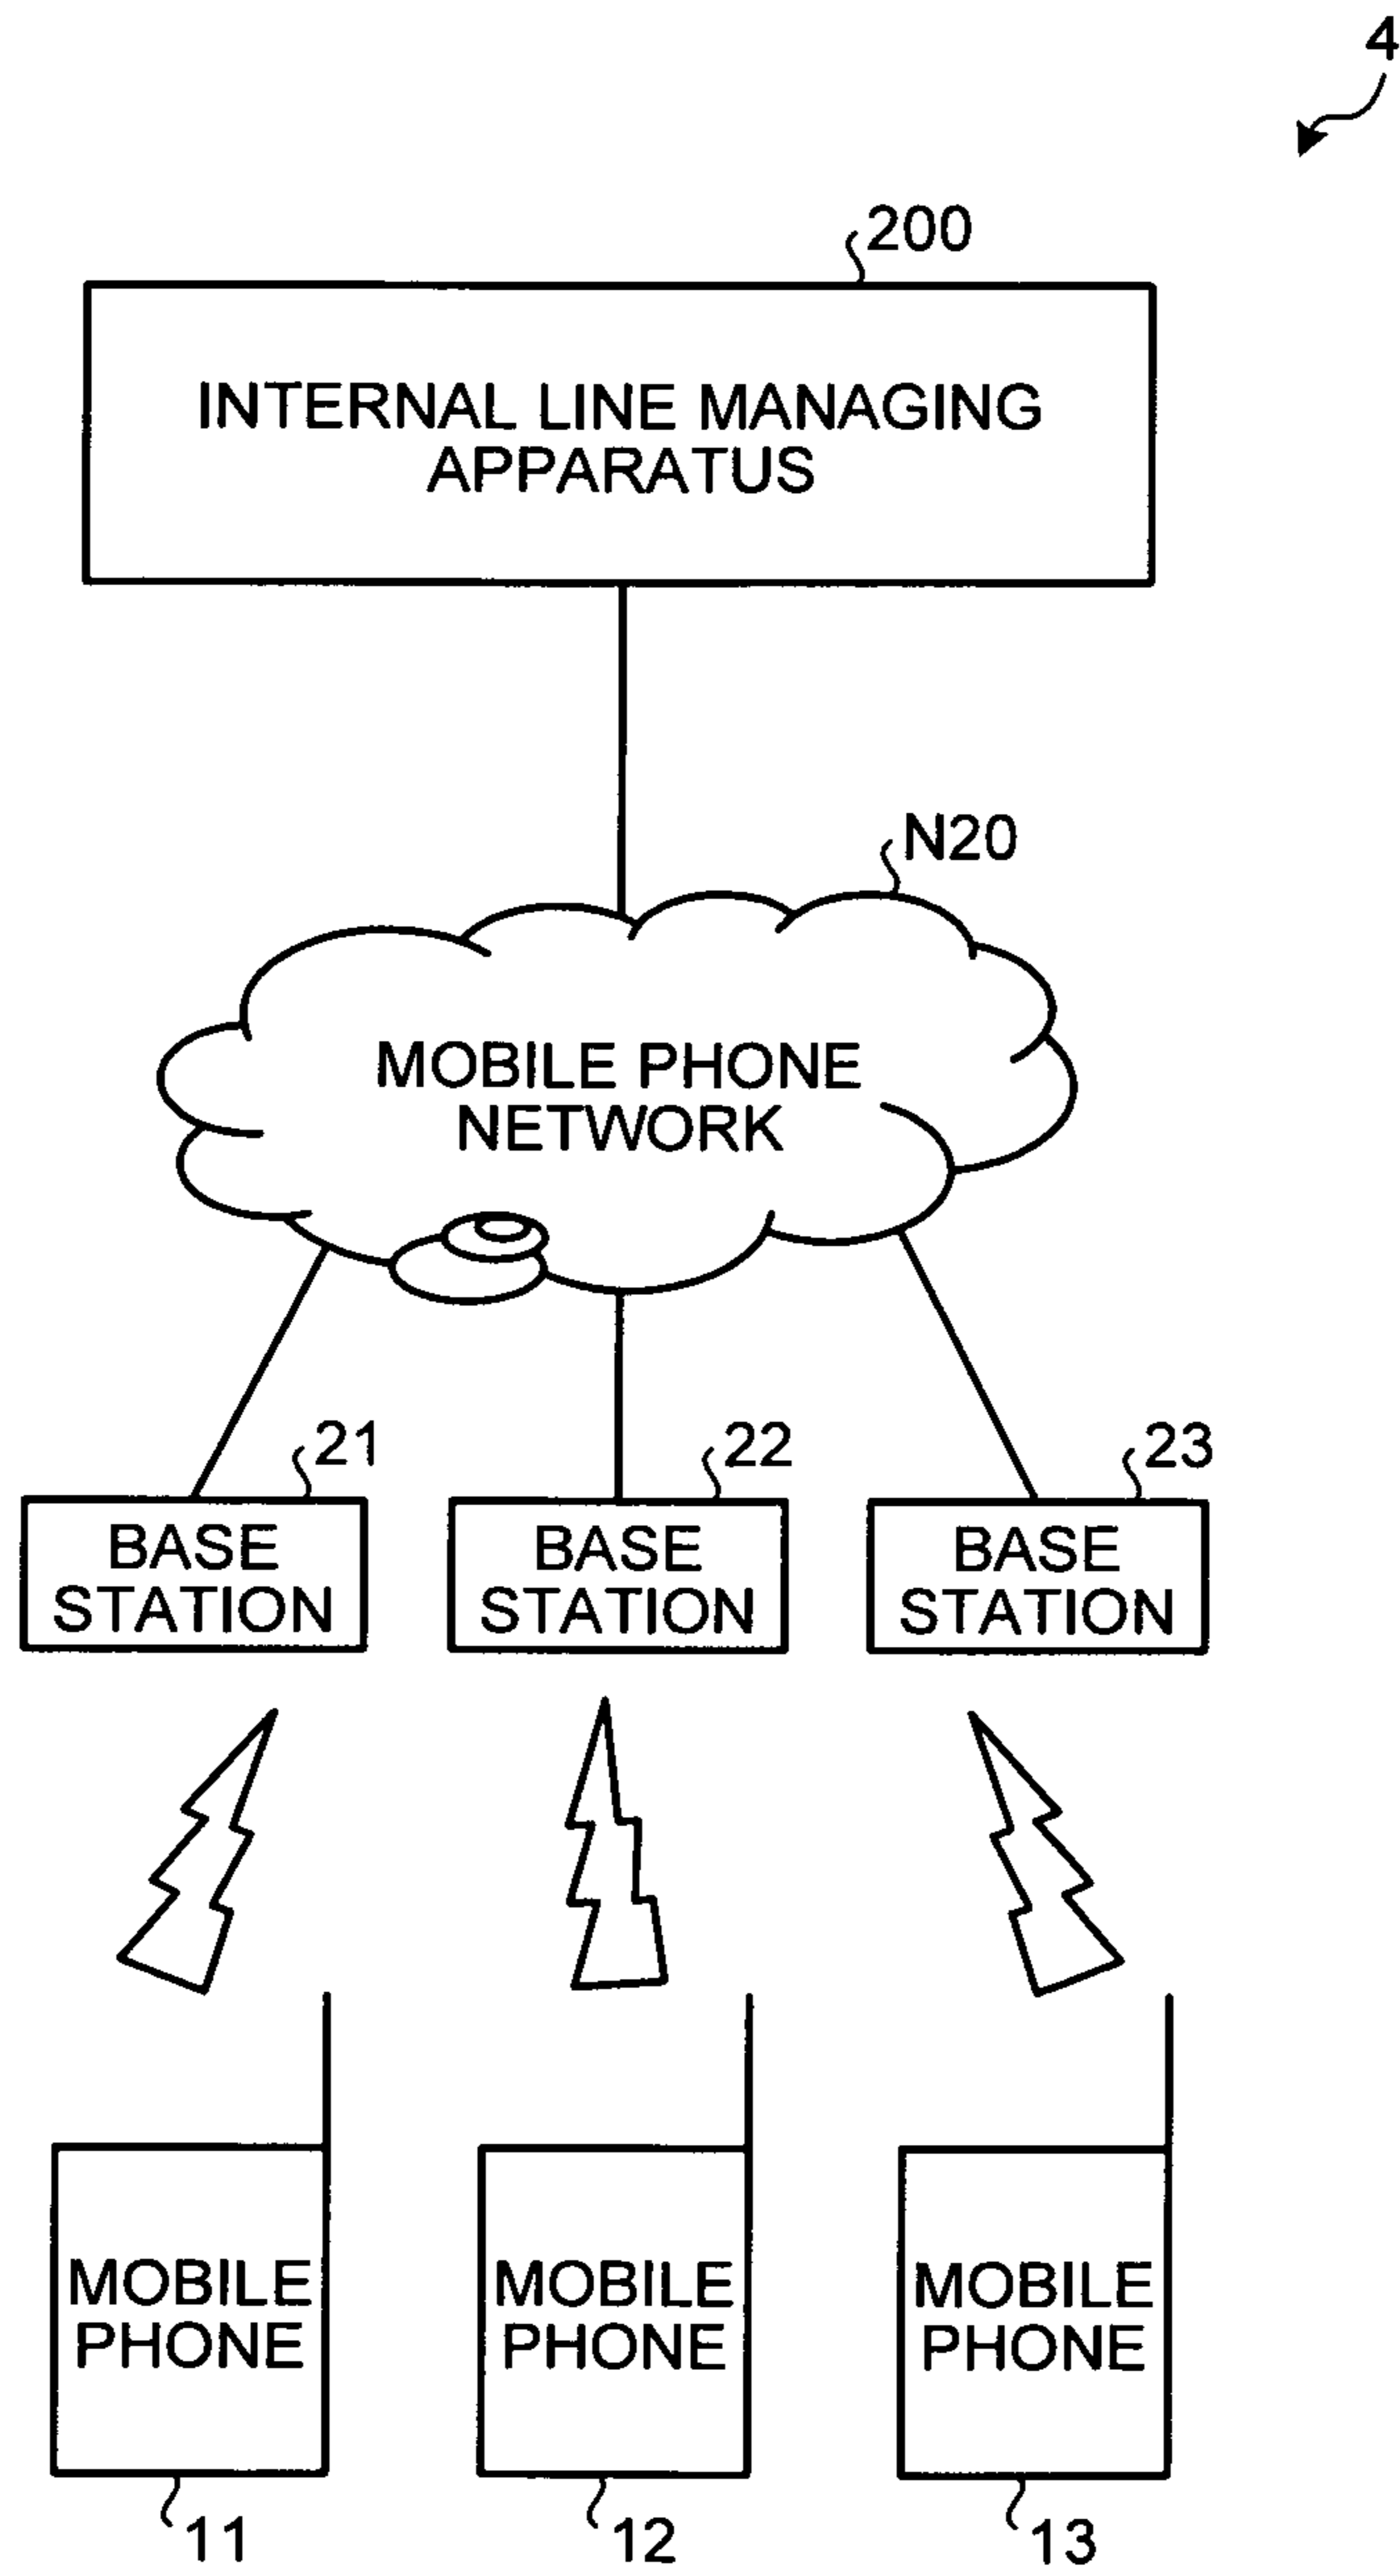 4
200
INTERNAL LINE MANAGING
APPARATUS
N20
MOBILE PHONE
NETWORK
21
22
23
BASE
STATION
BASE
STATION
BASE
STATION
MOBILE
PHONE
MOBILE
PHONE
MOBILE
PHONE
11
12
13